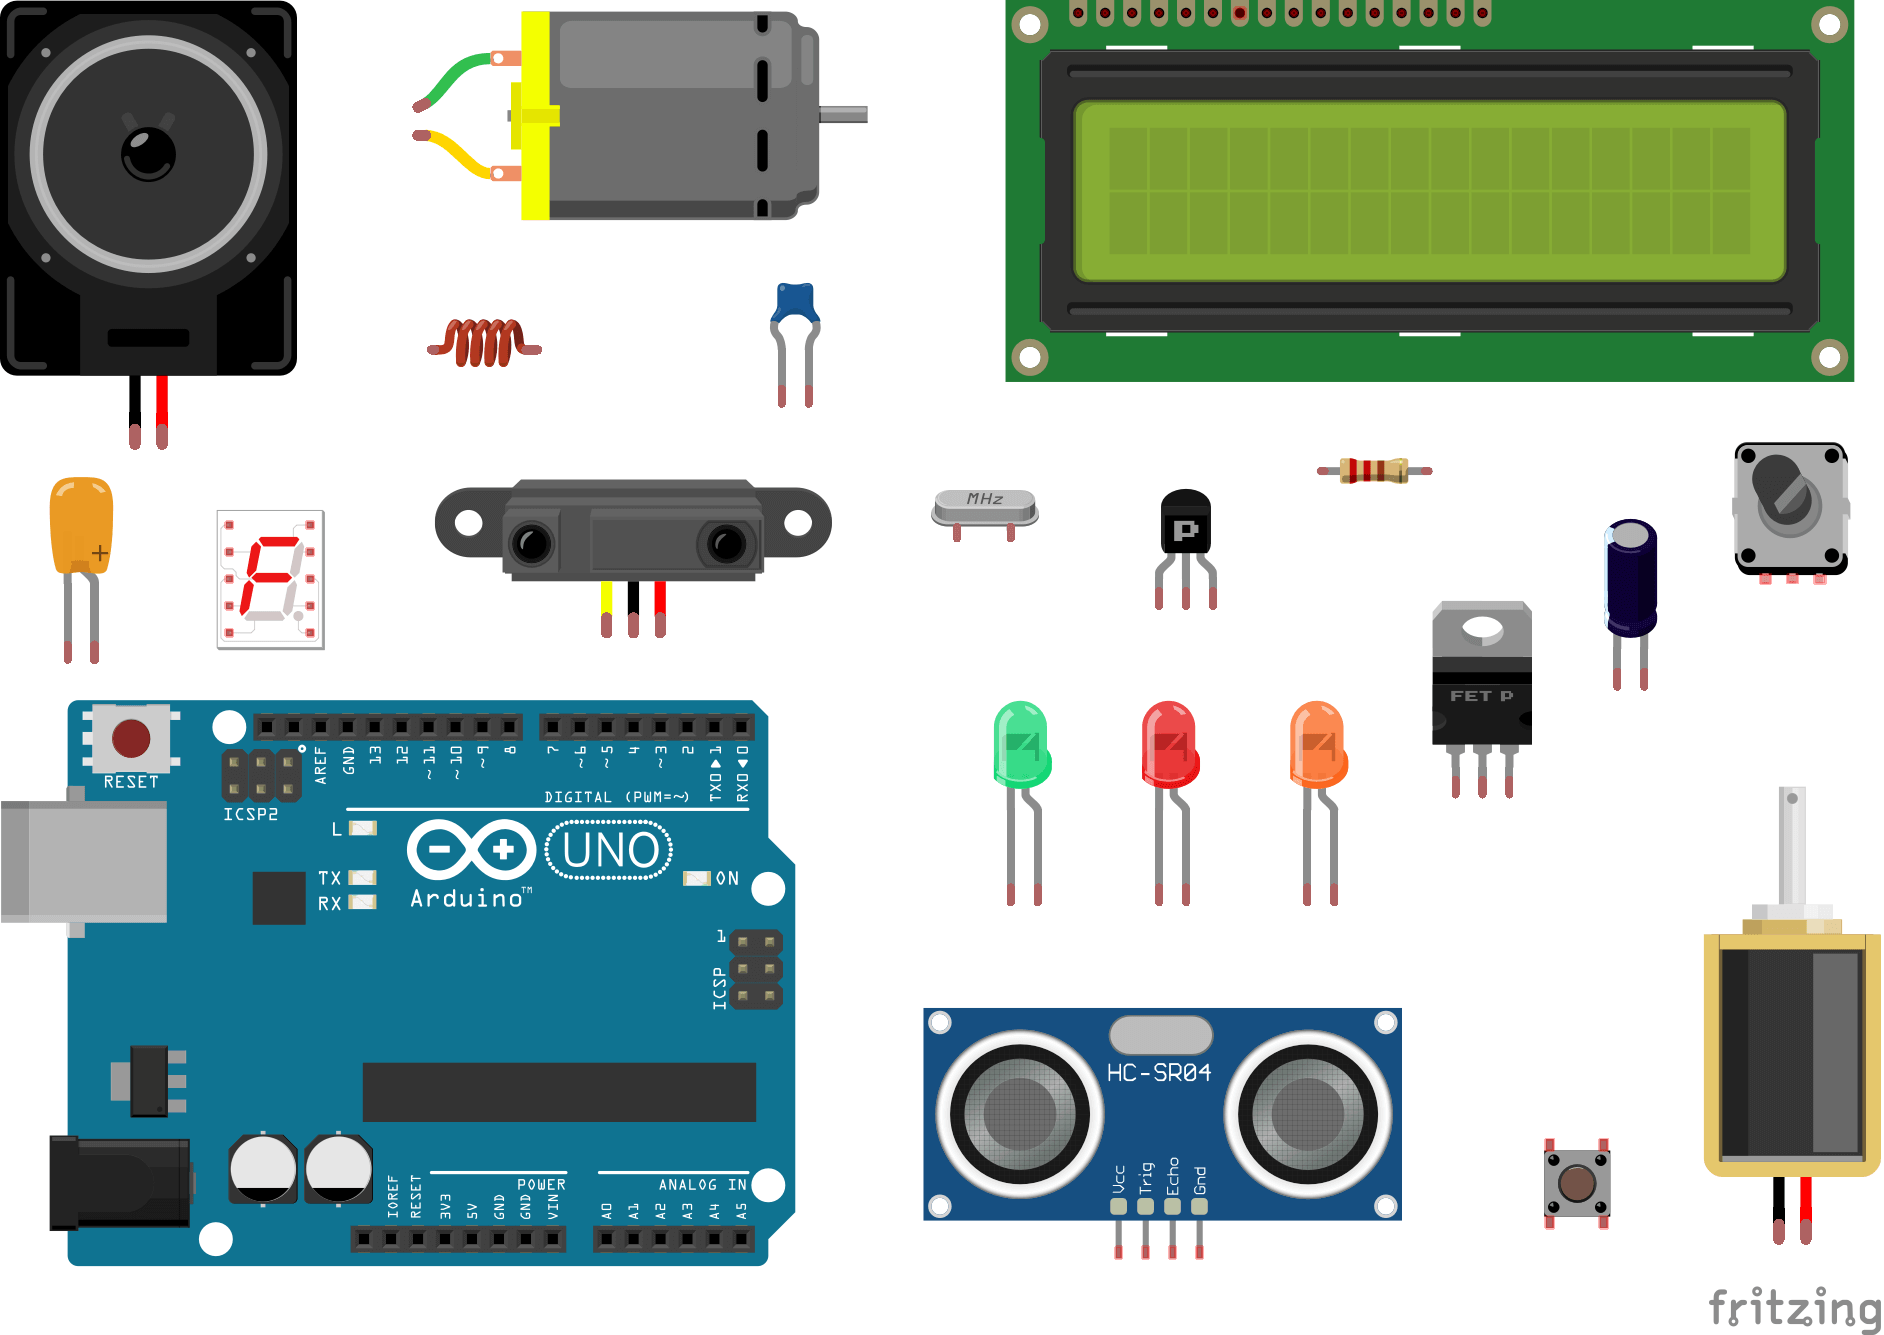 MHz
P
FET P
RESET
ICSP2
AREF
GND
13
12
~11
~10
~9
8
7
~6
~5
4
~3
2
TX0 ▶ 1
RX0 ◀ 0
DIGITAL (PWM=~)
L
TX
RX
UNO
Arduino™
ON
1
ICSP
HC-SR04
Vcc
Trig
Echo
Gnd
POWER
ANALOG IN
IOREF
RESET
3V3
5V
GND
GND
VIN
A0
A1
A2
A3
A4
A5
fritzing